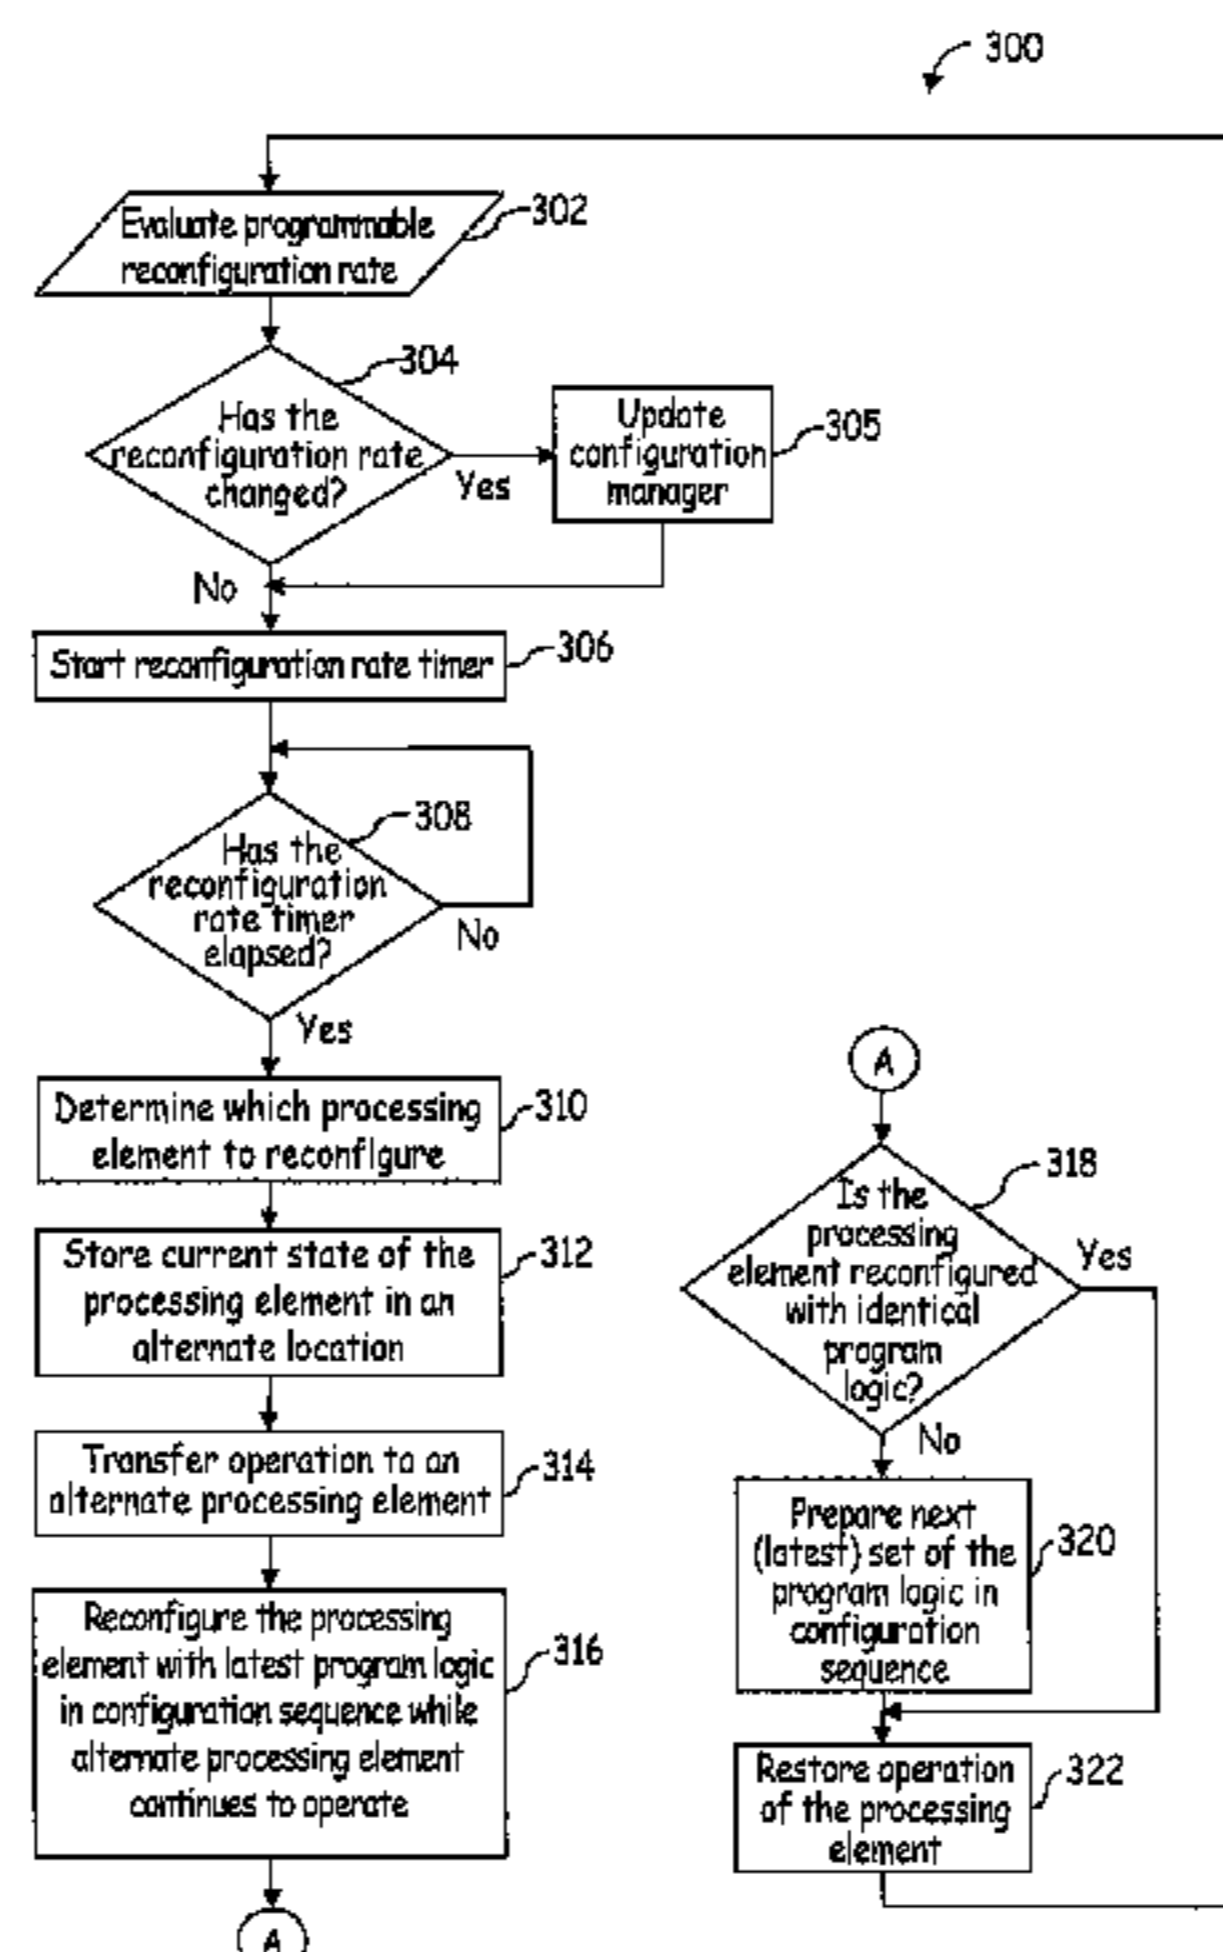 300
Evaluate programmable
reconfiguration rate
302
304
Has the
reconfiguration rate
changed?
Yes
Update
configuration
manager
305
No
Start reconfiguration rate timer
306
308
Has the
reconfiguration
rate timer
elapsed?
No
Yes
Determine which processing
element to reconfigure
310
Store current state of the
processing element in an
alternate location
312
Transfer operation to an
alternate processing element
314
Reconfigure the processing
element with latest program logic
in configuration sequence while
alternate processing element
continues to operate
316
A
A
318
Is the
processing
element reconfigured
with identical
program
logic?
Yes
No
Prepare next
(latest) set of the
program logic in
configuration
sequence
320
Restore operation
of the processing
element
322